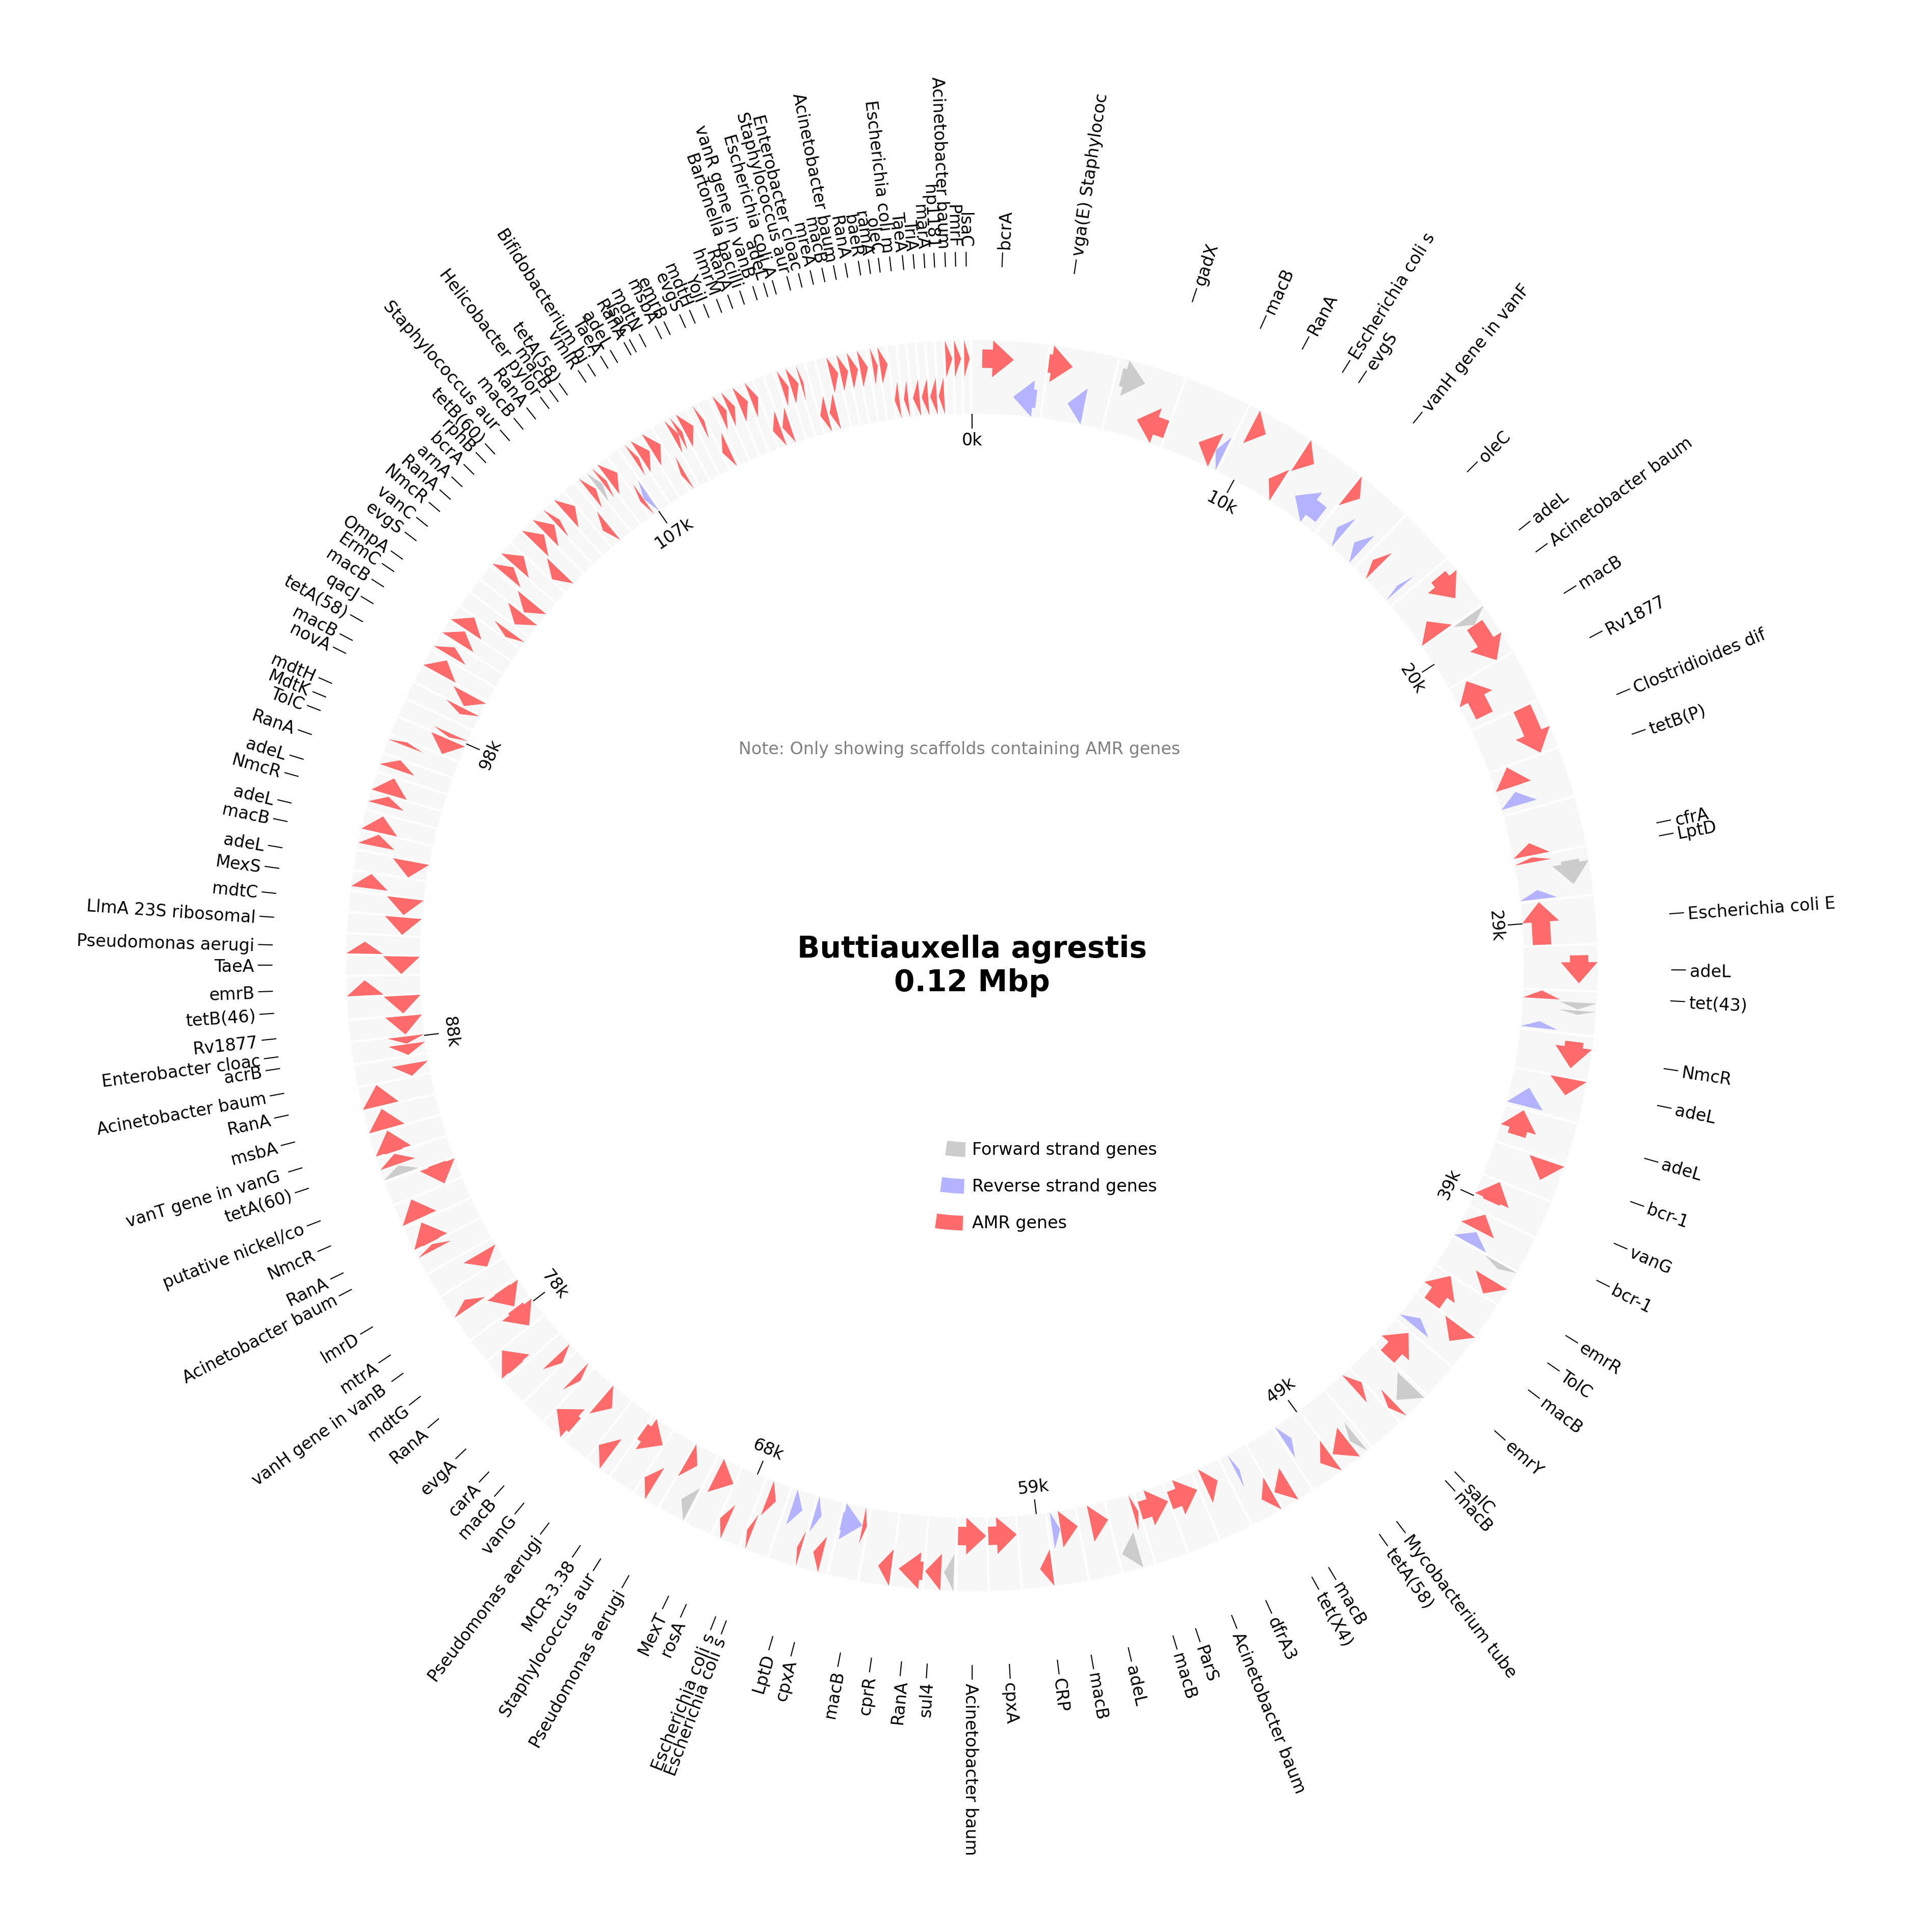 bcrA
vga(E) Staphylococ
gadX
macB
RanA
Escherichia coli s
evgS
vanH gene in vanF
oleC
adeL
Acinetobacter baum
macB
Rv1877
Clostridioides dif
tetB(P)
cfrA
LptD
Escherichia coli E
adeL
tet(43)
NmcR
adeL
adeL
bcr-1
vanG
bcr-1
emrR
TolC
macB
emrY
salC
macB
Mycobacterium tube
tetA(58)
macB
tet(X4)
dfrA3
Acinetobacter baum
ParS
macB
adeL
macB
CRP
cpxA
Acinetobacter baum
sul4
RanA
cprR
macB
cpxA
LptD
Escherichia coli s
Escherichia coli s
rosA
MexT
Pseudomonas aerugi
Staphylococcus aur
MCR-3.38
Pseudomonas aerugi
vanG
macB
carA
evgA
RanA
mdtG
vanH gene in vanB
mtrA
lmrD
Acinetobacter baum
RanA
NmcR
putative nickel/co
tetA(60)
vanT gene in vanG
msbA
RanA
Acinetobacter baum
acrB
Enterobacter cloac
Rv1877
tetB(46)
emrB
TaeA
Pseudomonas aerugi
LlmA 23S ribosomal
mdtC
MexS
adeL
macB
adeL
NmcR
adeL
RanA
TolC
MdtK
mdtH
novA
macB
tetA(58)
qacJ
macB
ErmC
OmpA
evgS
vanC
NmcR
RanA
arnA
bcrA
rphB
tetB(60)
Staphylococcus aur
macB
RanA
Helicobacter pylor
macB
tetA(58)
vmlR
TaeA
Bifidobacterium bi
adeL
RanA
mdtN
msbA
emrB
evgS
mdtH
YojI
hmrM
RanA
Bartonella bacilli
vanR gene in vanB
adeL
Escherichia coli A
Staphylococcus aur
Enterobacter cloac
mreA
macB
Acinetobacter baum
RanA
baeR
ramA
oleC
Escherichia coli m
TaeA
TriA
marA
hp1181
Acinetobacter baum
PmrF
lsaC
0k
10k
20k
29k
39k
49k
59k
68k
78k
88k
98k
107k
Note: Only showing scaffolds containing AMR genes
Buttiauxella agrestis
0.12 Mbp
Forward strand genes
Reverse strand genes
AMR genes